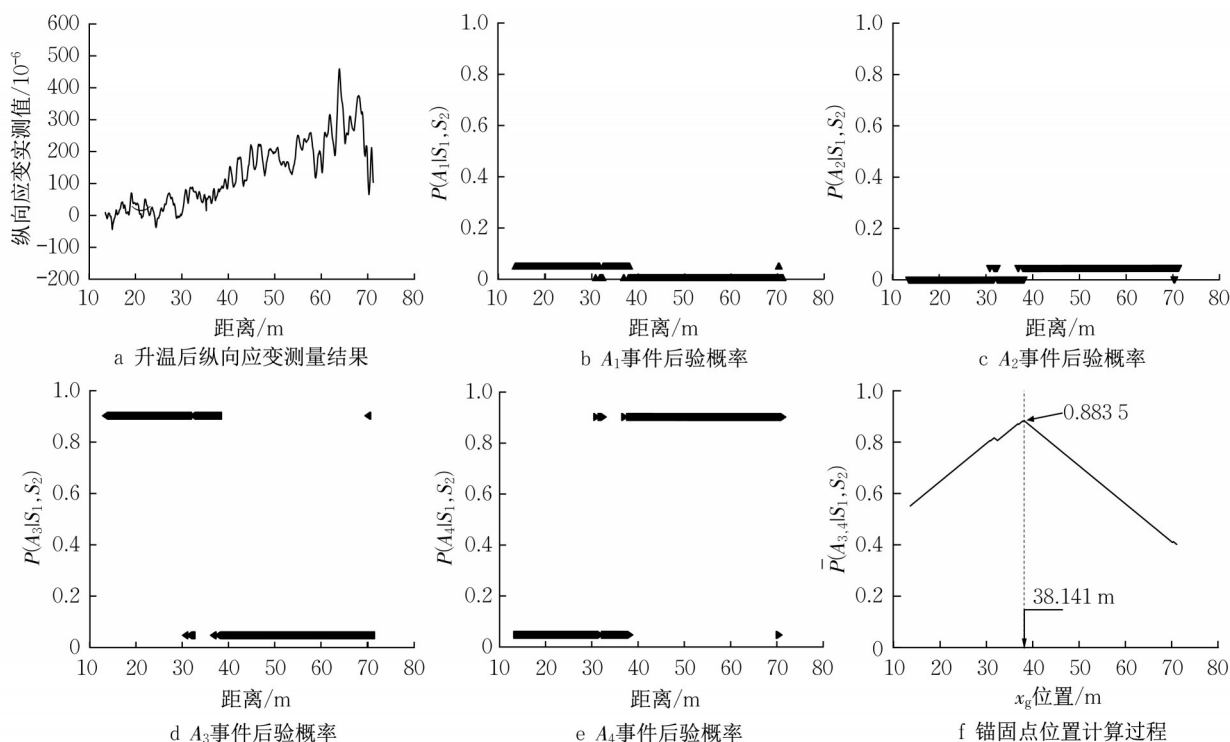 600
500
400
300
200
100
0
−100
−200
纵向应变实测值/10⁻⁶
10 20 30 40 50 60 70 80
距离/m
a 升温后纵向应变测量结果
1.0
0.8
0.6
0.4
0.2
0
P(A₁|S₁,S₂)
10 20 30 40 50 60 70 80
距离/m
b A₁事件后验概率
1.0
0.8
0.6
0.4
0.2
0
P(A₂|S₁,S₂)
10 20 30 40 50 60 70 80
距离/m
c A₂事件后验概率
1.0
0.8
0.6
0.4
0.2
0
P(A₃|S₁,S₂)
10 20 30 40 50 60 70 80
距离/m
d A₃事件后验概率
1.0
0.8
0.6
0.4
0.2
0
P(A₄|S₁,S₂)
10 20 30 40 50 60 70 80
距离/m
e A₄事件后验概率
1.0
0.8
0.6
0.4
0.2
0
P̄(A₃,₄|S₁,S₂)
0.883 5
38.141 m
10 20 30 40 50 60 70 80
x_g位置/m
f 锚固点位置计算过程